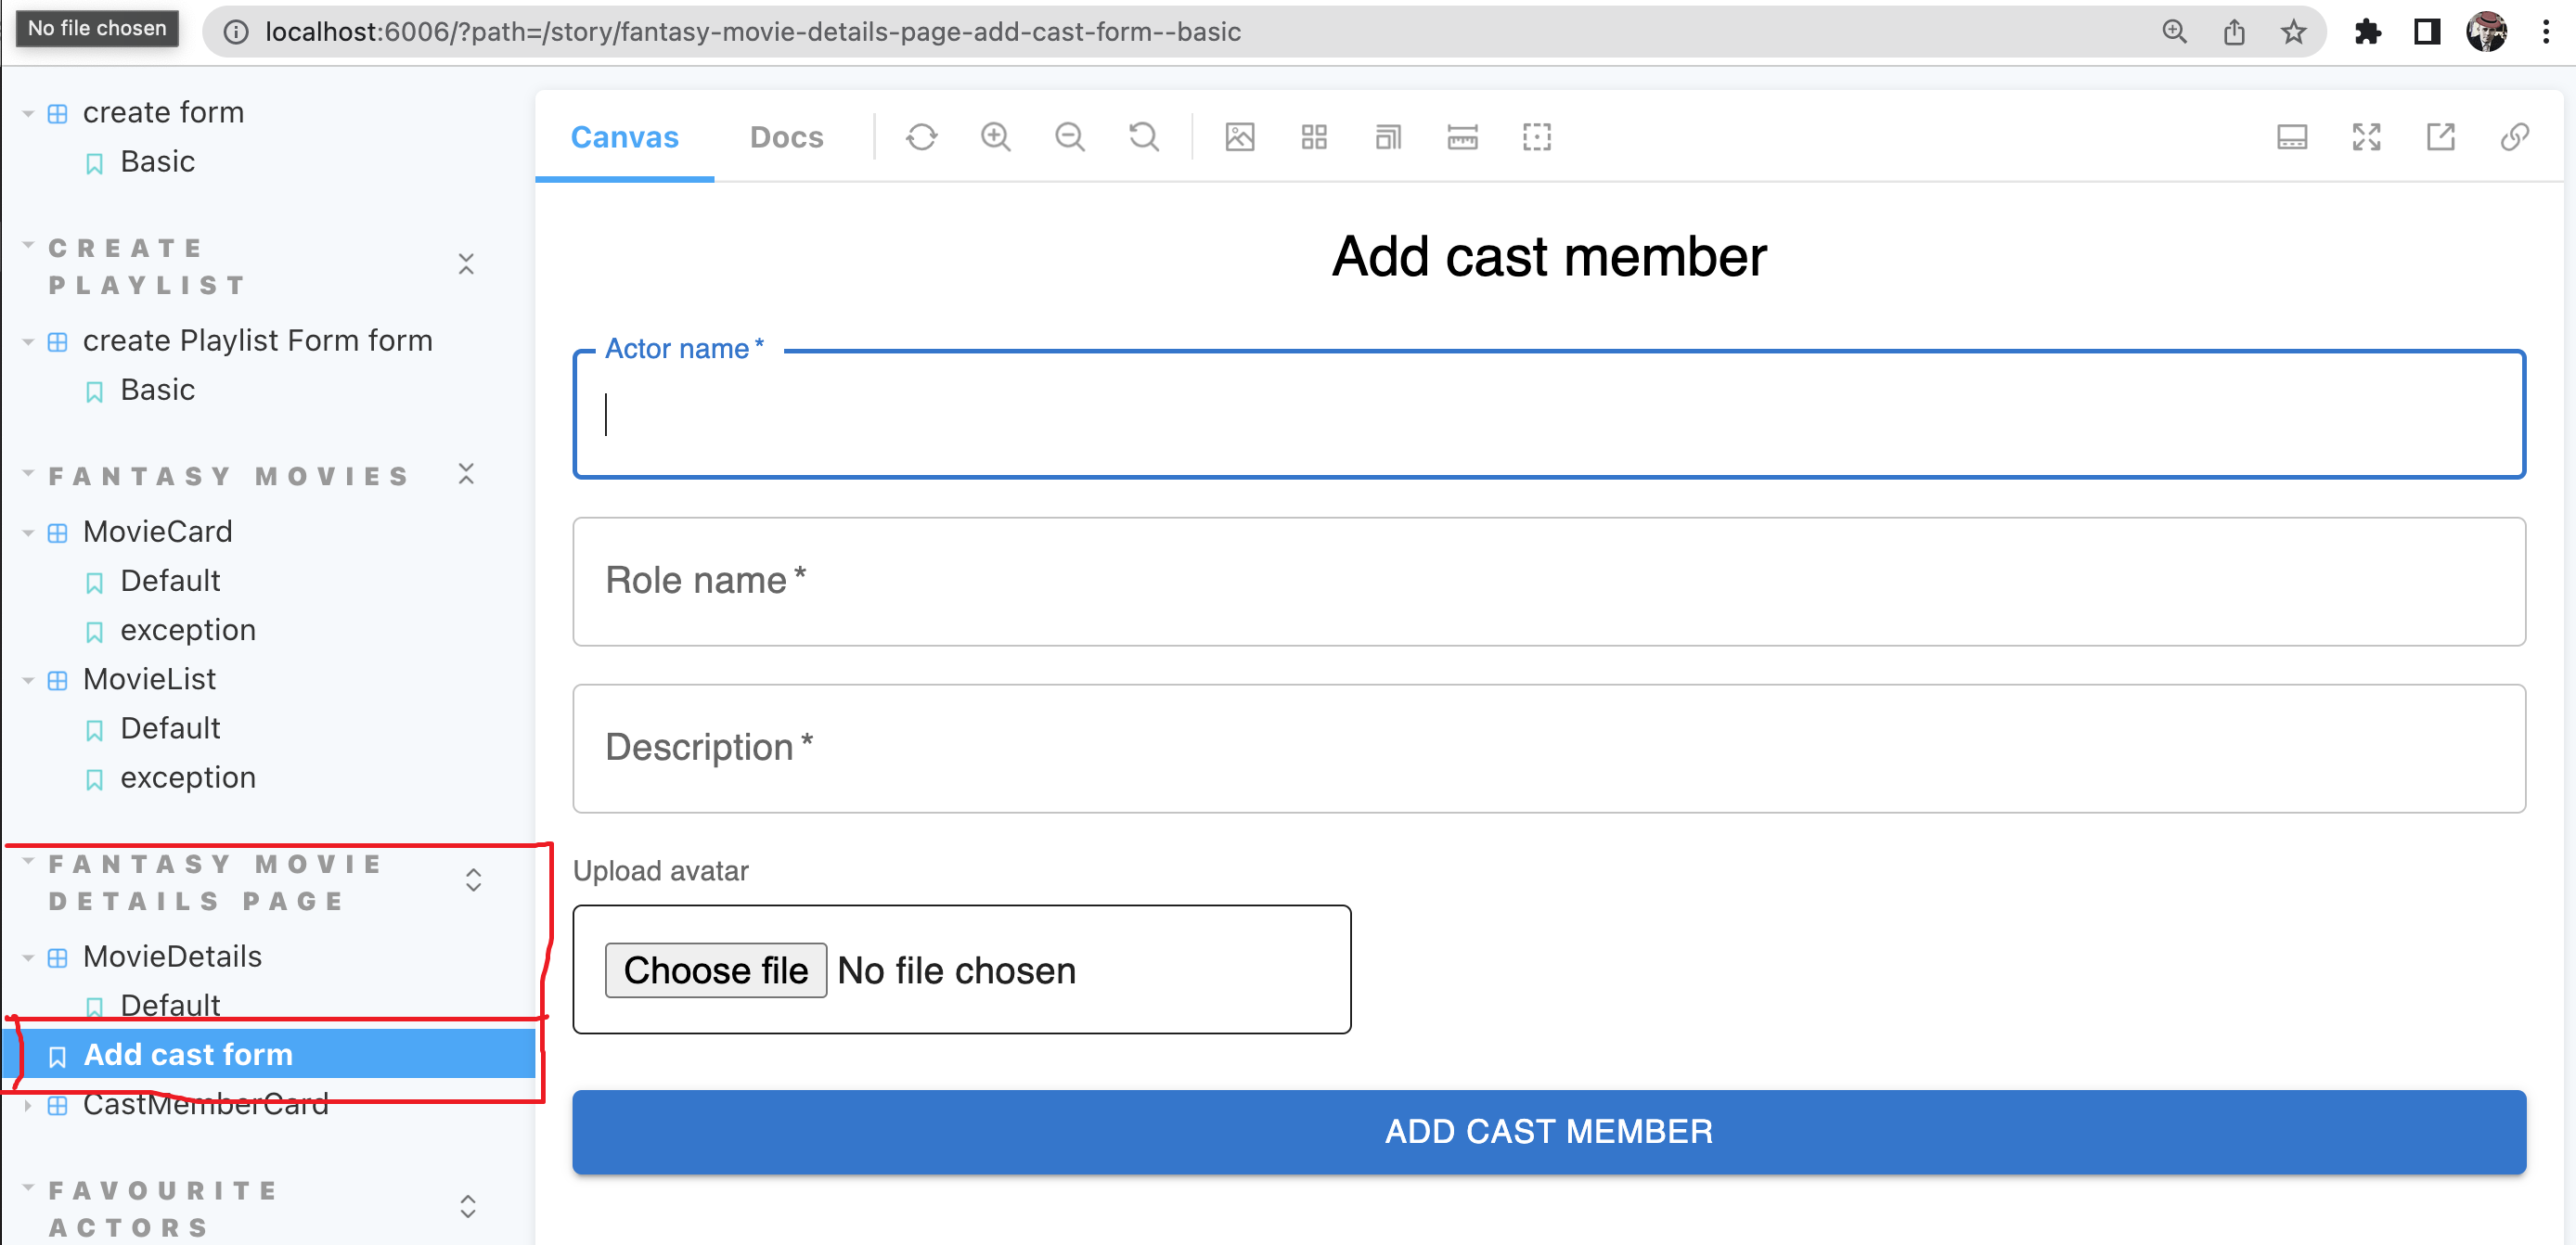 No file chosen
localhost:6006/?path=/story/fantasy-movie-details-page-add-cast-form--basic
create form
Basic
CREATE
PLAYLIST
create Playlist Form form
Basic
FANTASY MOVIES
MovieCard
Default
exception
MovieList
Default
exception
FANTASY MOVIE
DETAILS PAGE
MovieDetails
Default
Add cast form
CastMemberCard
FAVOURITE
ACTORS
Canvas Docs
Add cast member
Actor name *
Role name *
Description *
Upload avatar
Choose file No file chosen
ADD CAST MEMBER